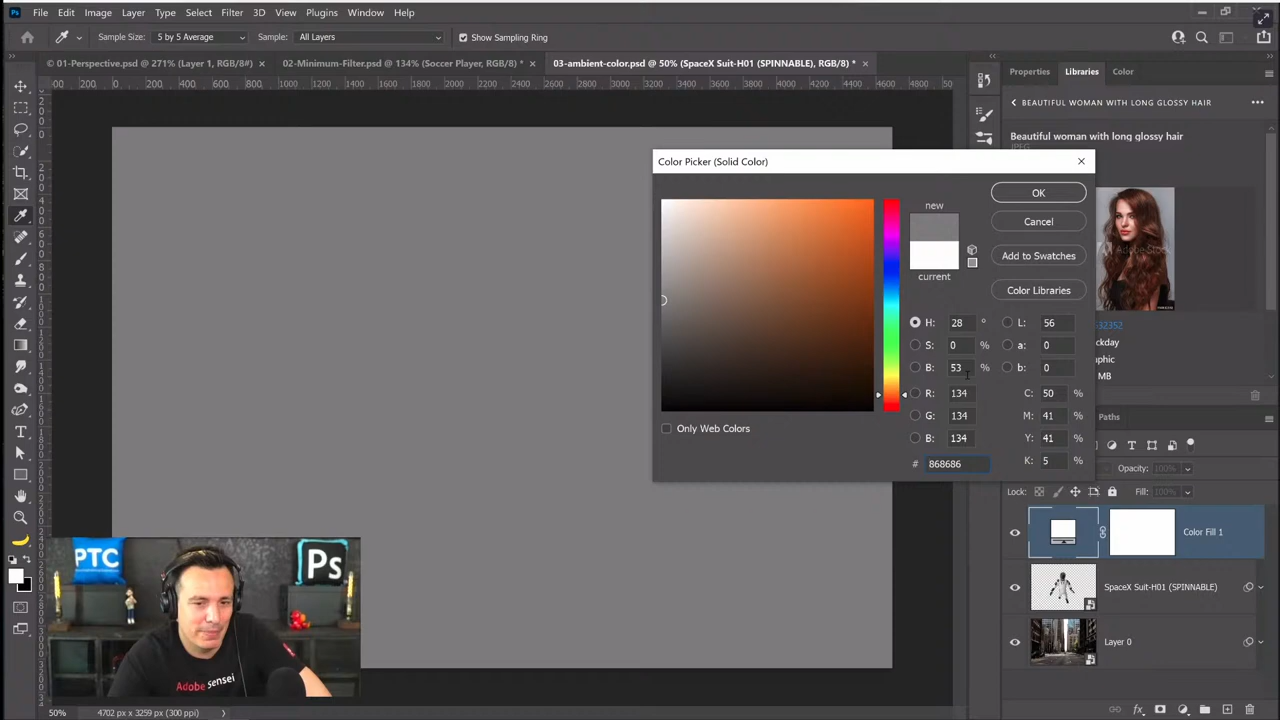 Ps File Edit Image Layer Type Select Filter 3D View Plugins Window Help
Sample Size: 5 by 5 Average Sample: All Layers Show Sampling Ring
© 01-Perspective.psd @ 271% (Layer 1, RGB/8#) × 02-Minimum-Filter.psd @ 134% (Soccer Player, RGB/8) * × 03-ambient-color.psd @ 50% (SpaceX Suit-H01 (SPINNABLE), RGB/8) * ×
Properties Libraries Color
BEAUTIFUL WOMAN WITH LONG GLOSSY HAIR
Beautiful woman with long glossy hair
JPEG
Adobe Stock
Color Picker (Solid Color)
new
current
OK
Cancel
Add to Swatches
Color Libraries
H: 28 ° L: 56
S: 0 % a: 0
B: 53 % b: 0
R: 134 C: 50 %
G: 134 M: 41 %
B: 134 Y: 41 %
# 868686 K: 5 %
Only Web Colors
32352
MB
Paths
Opacity: 100%
Lock: Fill: 100%
Color Fill 1
SpaceX Suit-H01 (SPINNABLE)
Layer 0
PTC
Ps
Adobe Sensei
50% 4702 px x 3259 px (300 ppi)